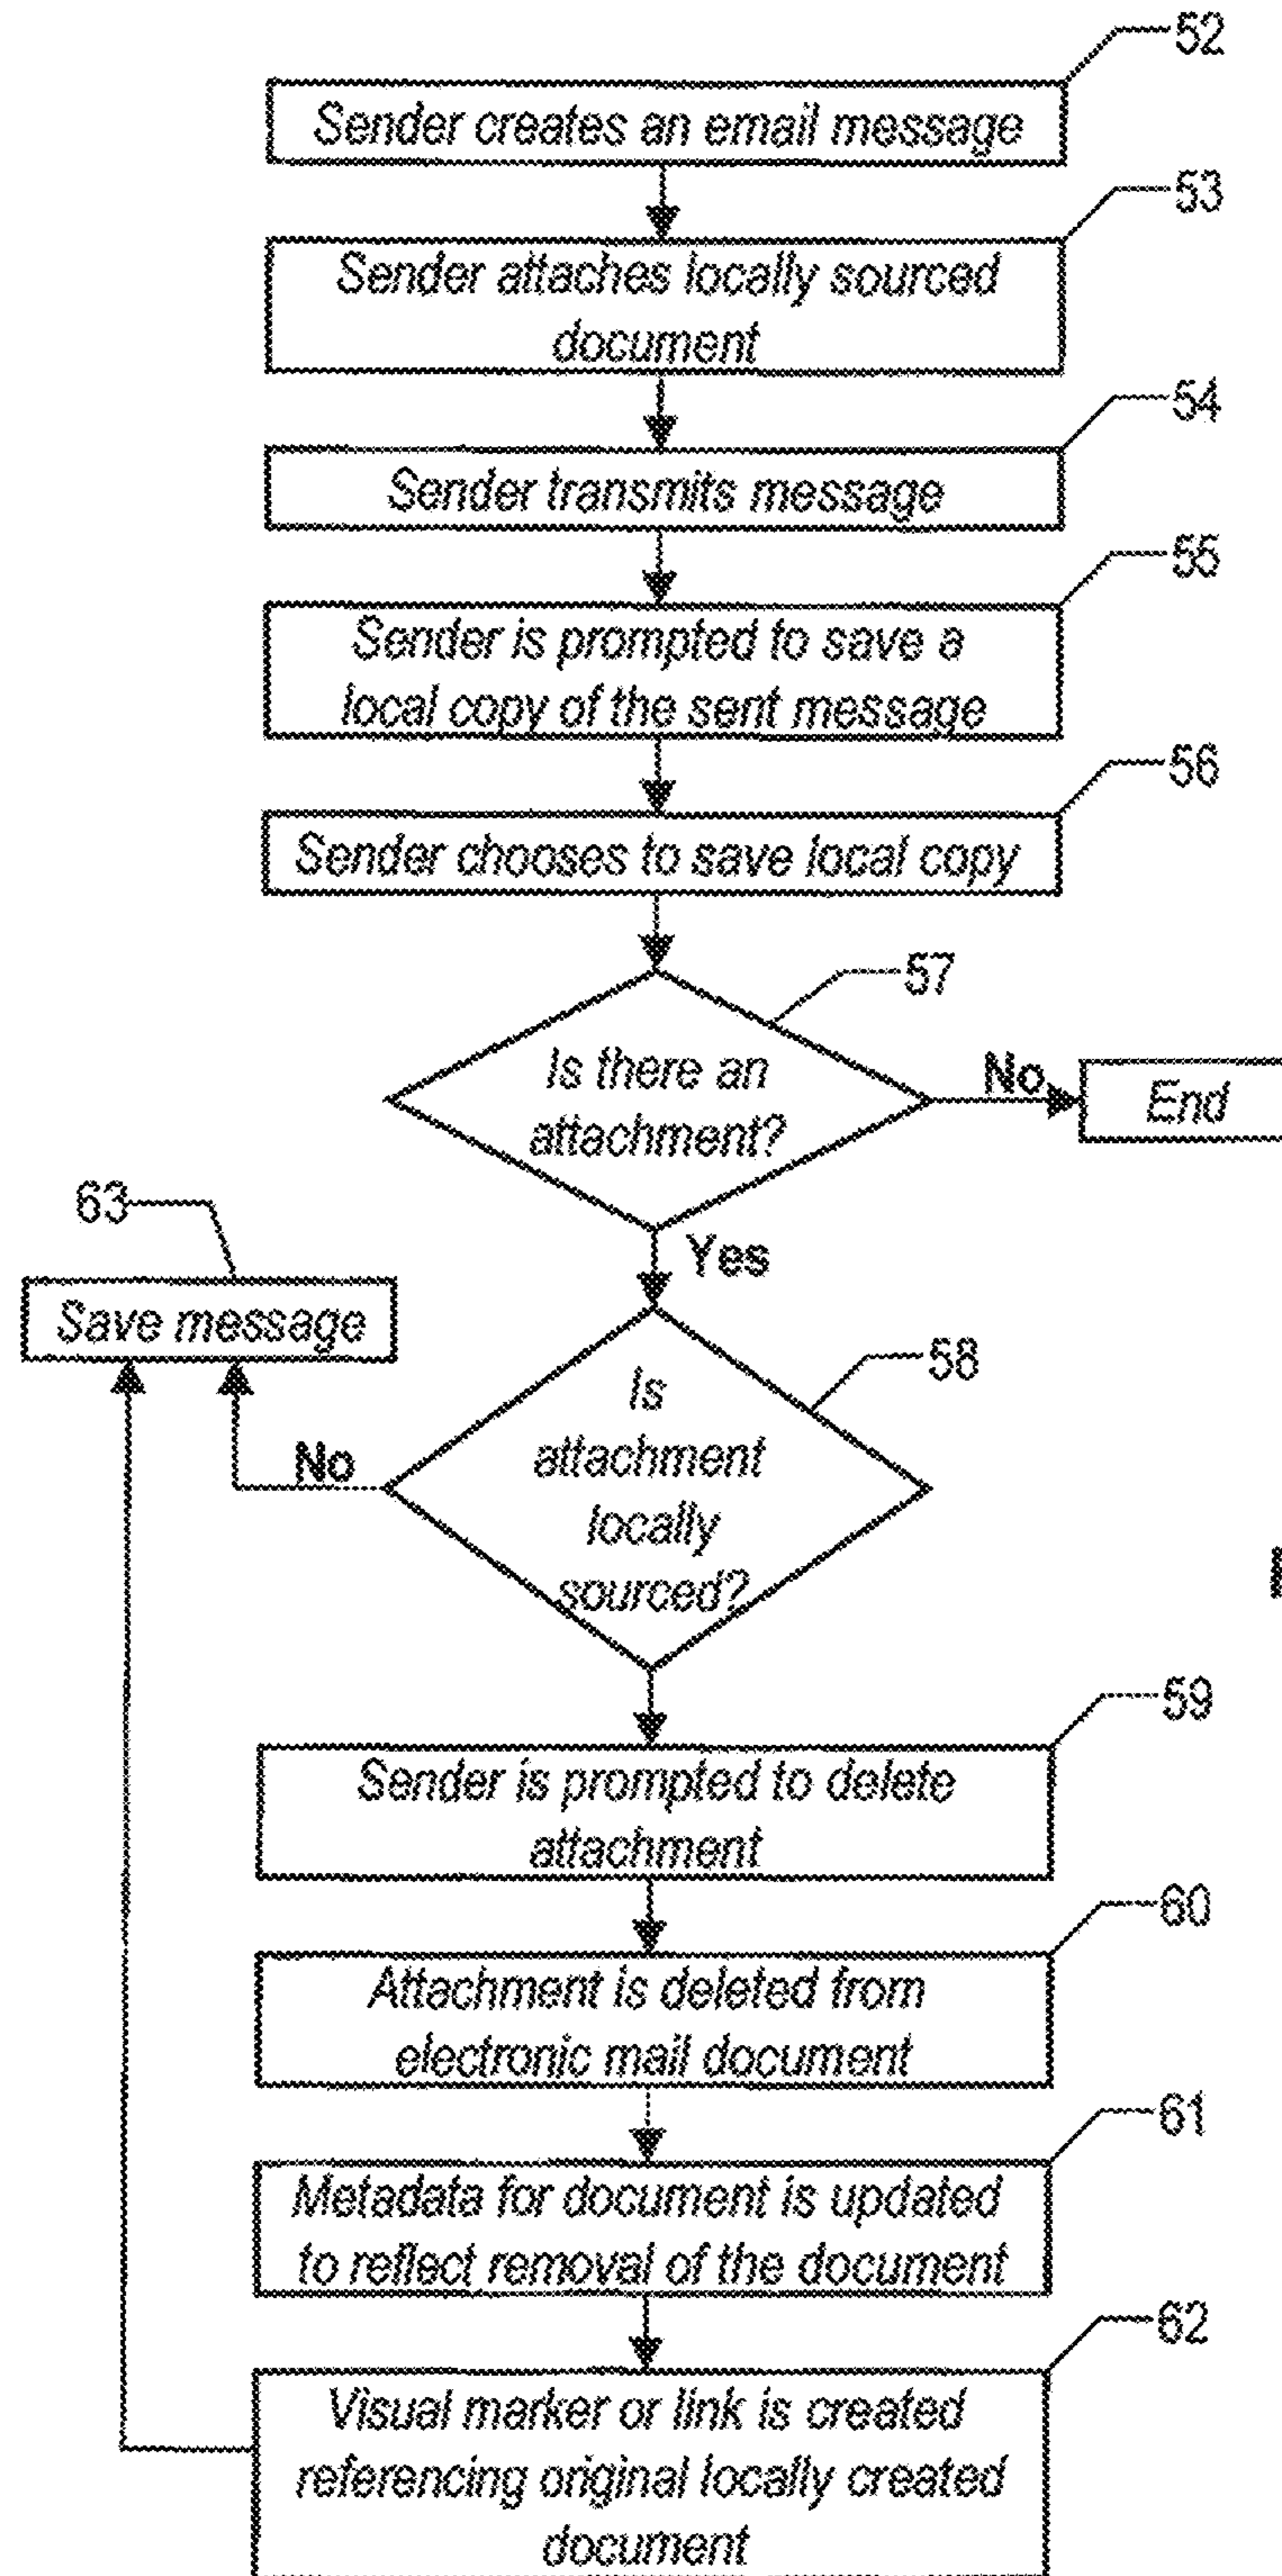 52
Sender creates an email message
53
Sender attaches locally sourced
document
54
Sender transmits message
55
Sender is prompted to save a
local copy of the sent message
56
Sender chooses to save local copy
57
Is there an
attachment?
No
End
Yes
63
Save message
58
Is
attachment
locally
sourced?
No
59
Sender is prompted to delete
attachment
60
Attachment is deleted from
electronic mail document
61
Metadata for document is updated
to reflect removal of the document
62
Visual marker or link is created
referencing original locally created
document